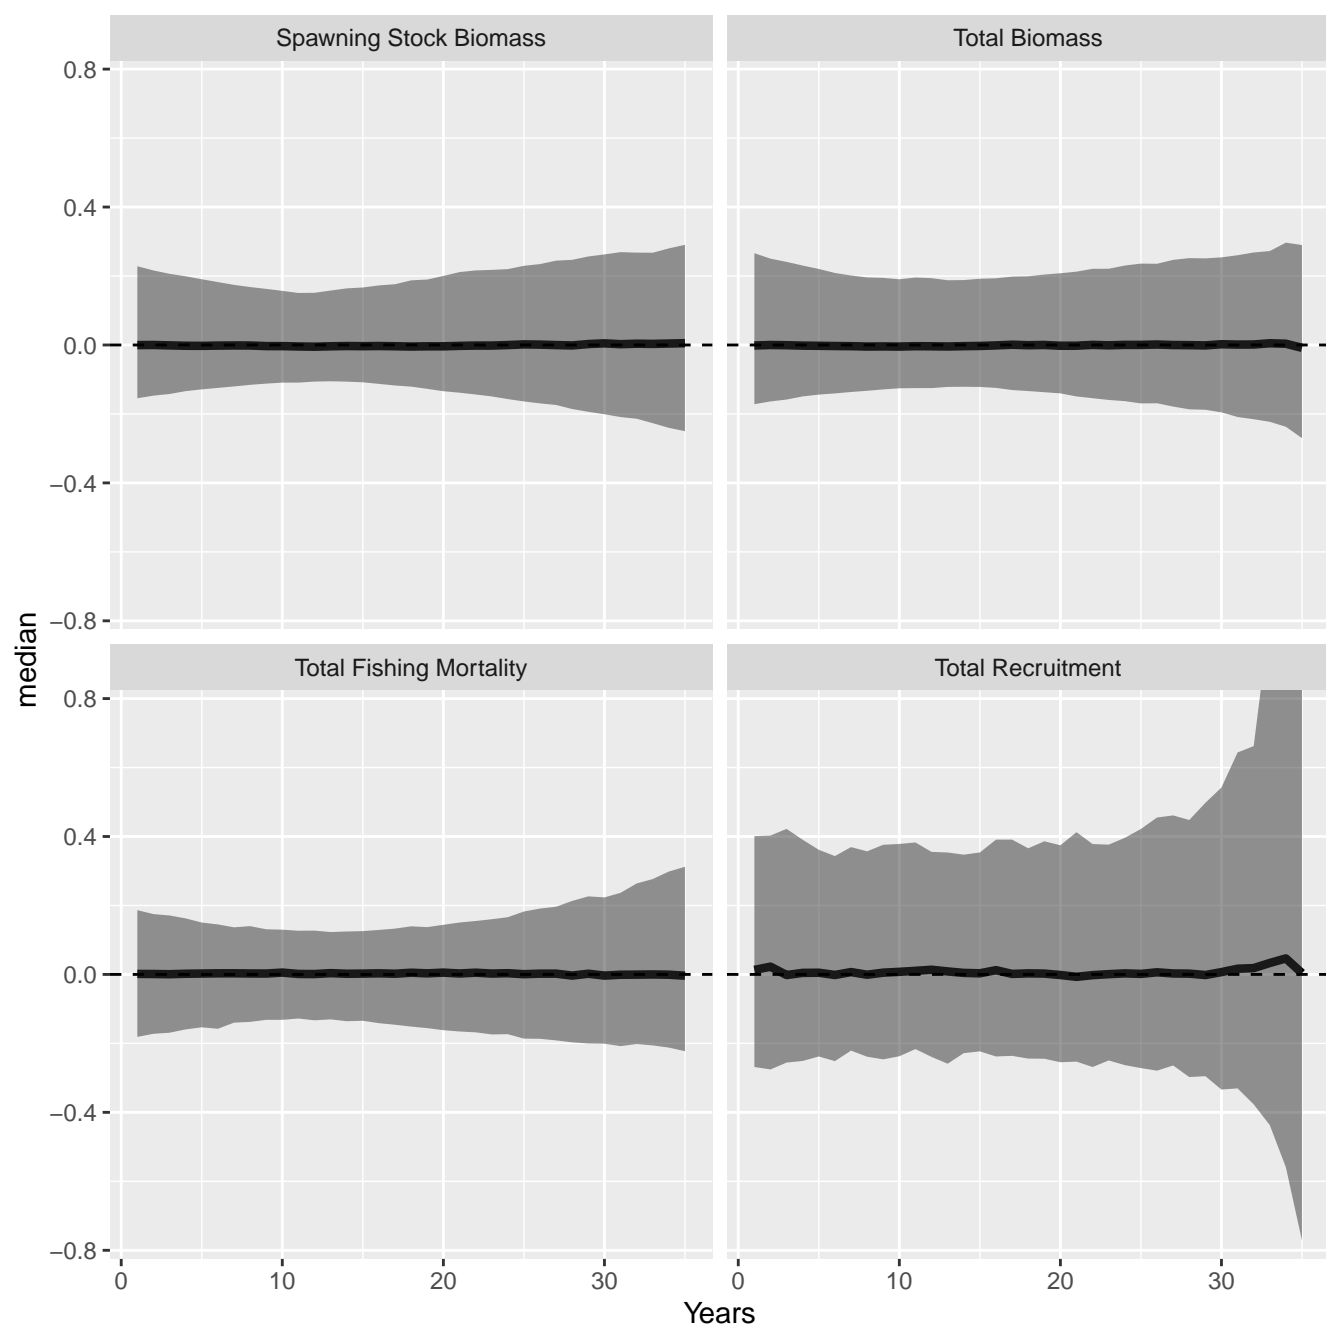 Spawning Stock Biomass
Total Biomass
0.8
0.4
0.0
−0.4
−0.8
median
Total Fishing Mortality
Total Recruitment
0.8
0.4
0.0
−0.4
−0.8
0 10 20 30
0 10 20 30
Years